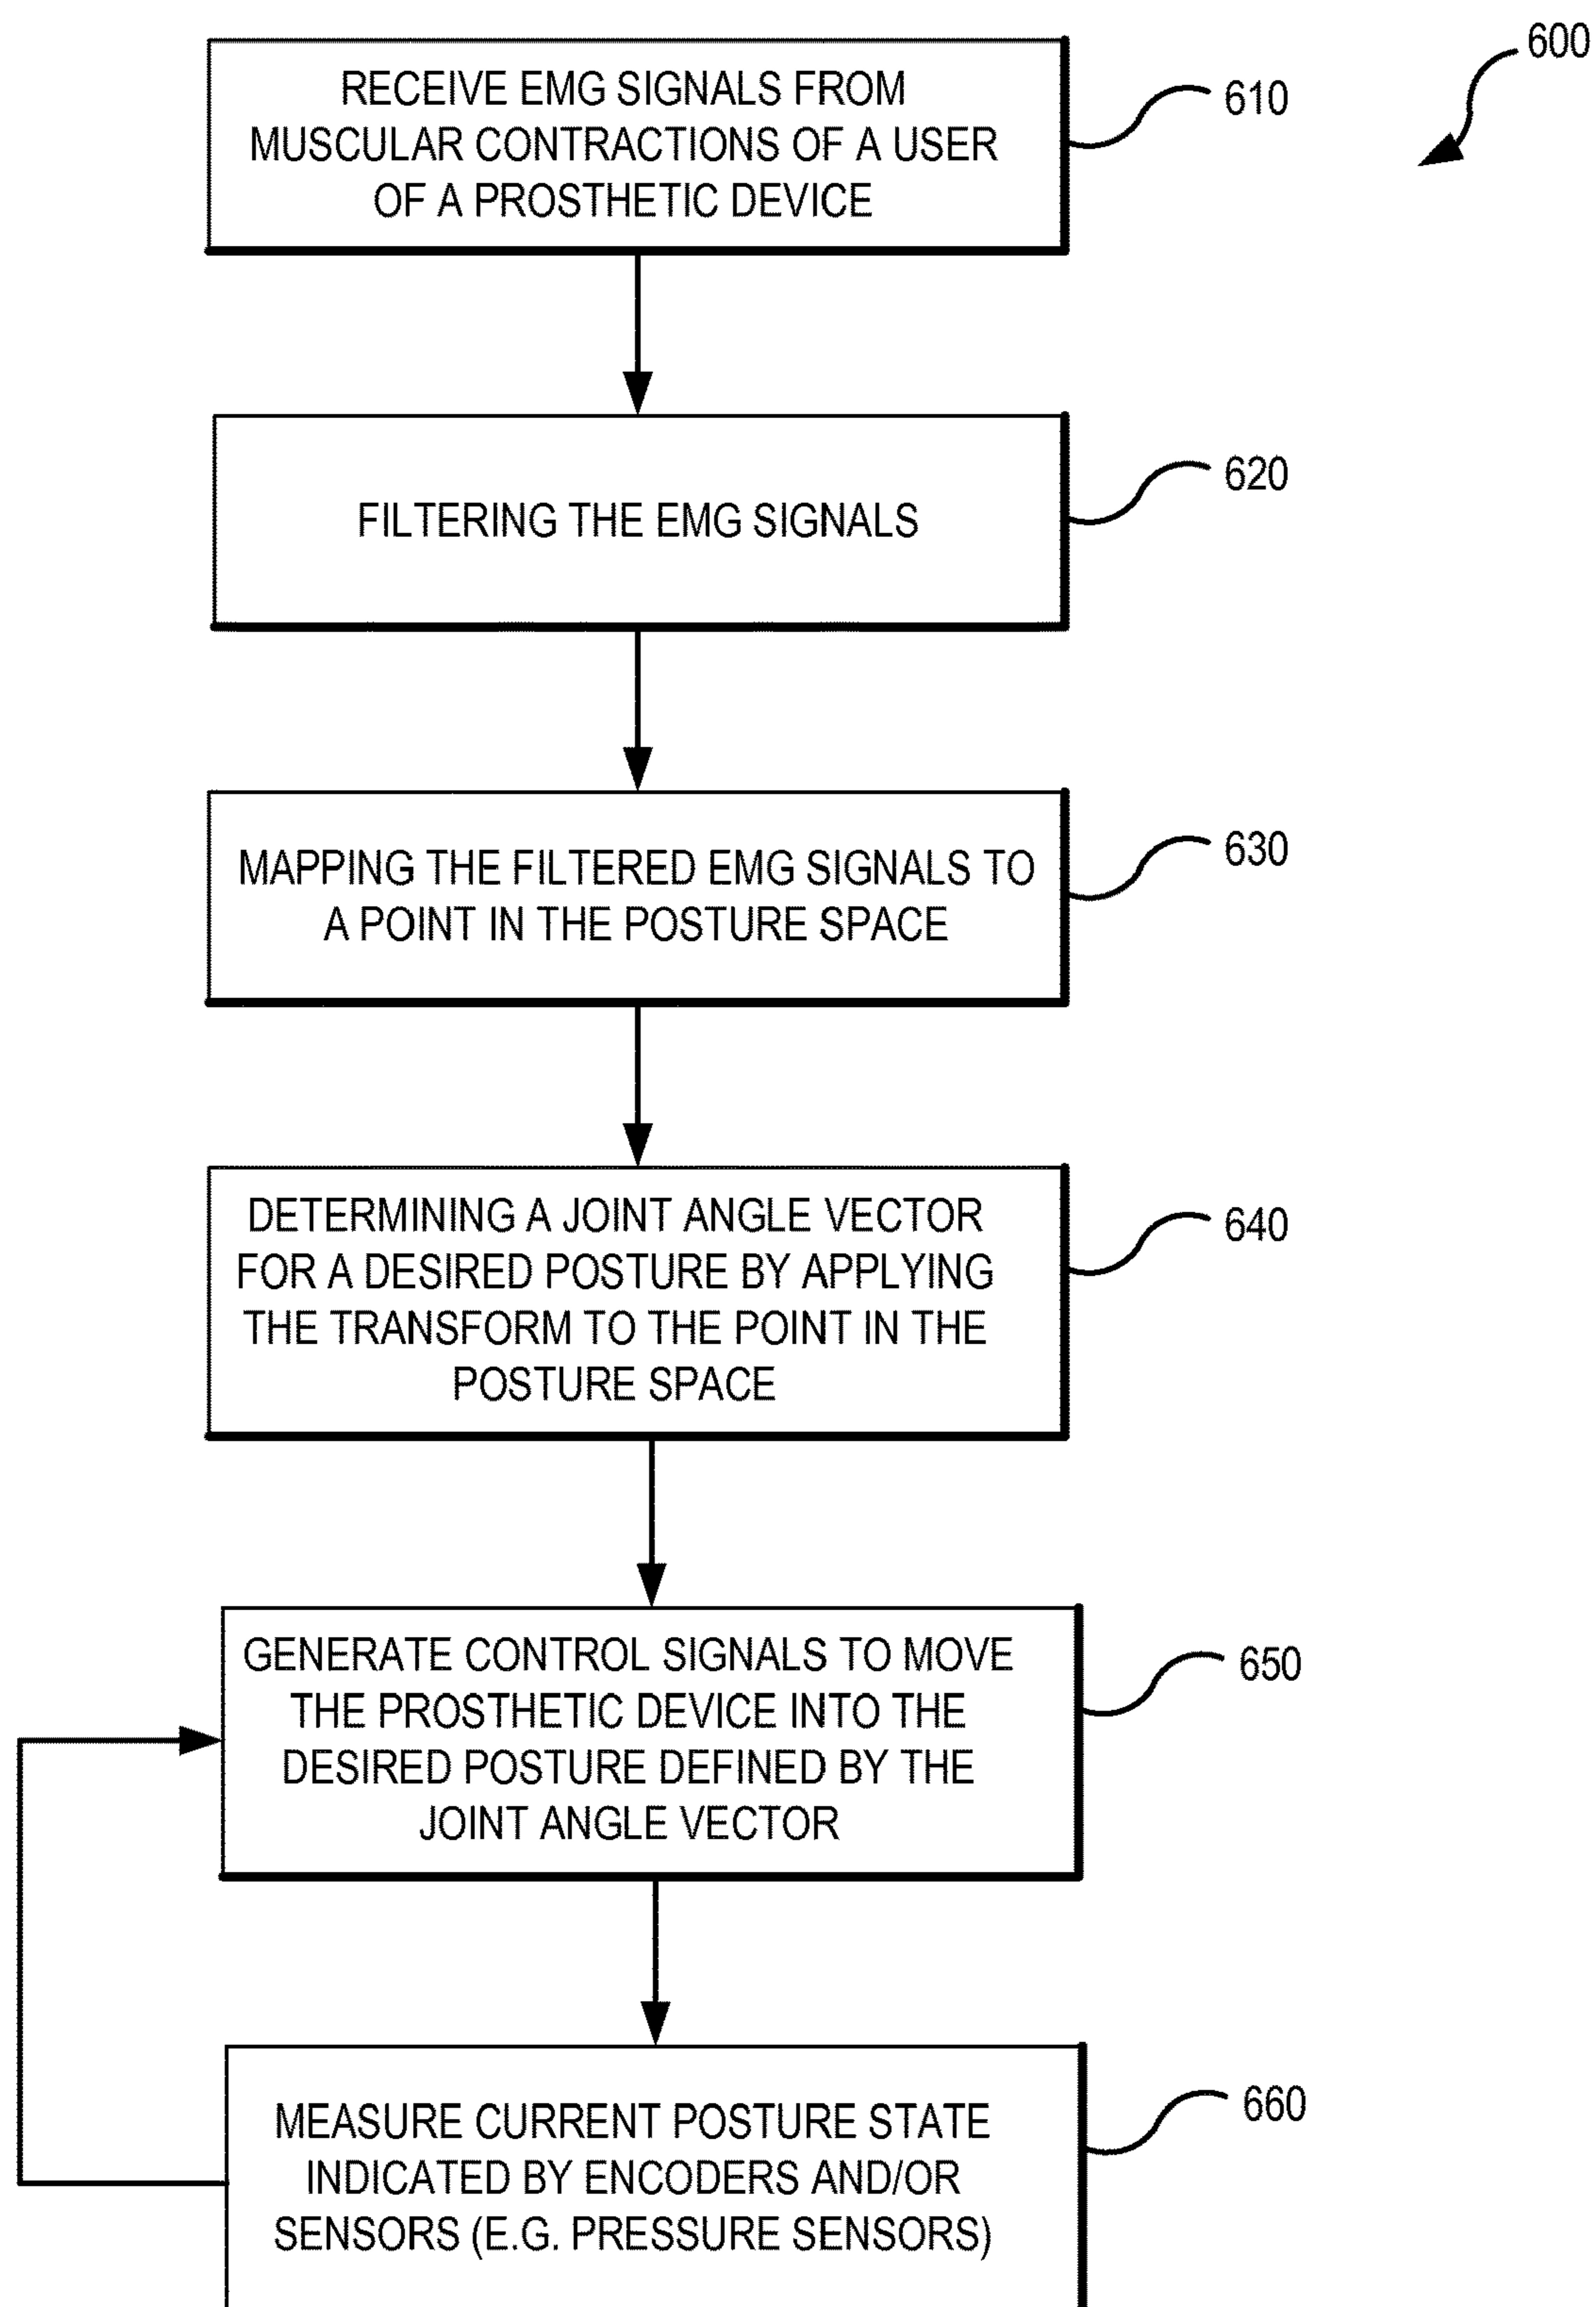 600
RECEIVE EMG SIGNALS FROM
MUSCULAR CONTRACTIONS OF A USER
OF A PROSTHETIC DEVICE
610
FILTERING THE EMG SIGNALS
620
MAPPING THE FILTERED EMG SIGNALS TO
A POINT IN THE POSTURE SPACE
630
DETERMINING A JOINT ANGLE VECTOR
FOR A DESIRED POSTURE BY APPLYING
THE TRANSFORM TO THE POINT IN THE
POSTURE SPACE
640
GENERATE CONTROL SIGNALS TO MOVE
THE PROSTHETIC DEVICE INTO THE
DESIRED POSTURE DEFINED BY THE
JOINT ANGLE VECTOR
650
MEASURE CURRENT POSTURE STATE
INDICATED BY ENCODERS AND/OR
SENSORS (E.G. PRESSURE SENSORS)
660